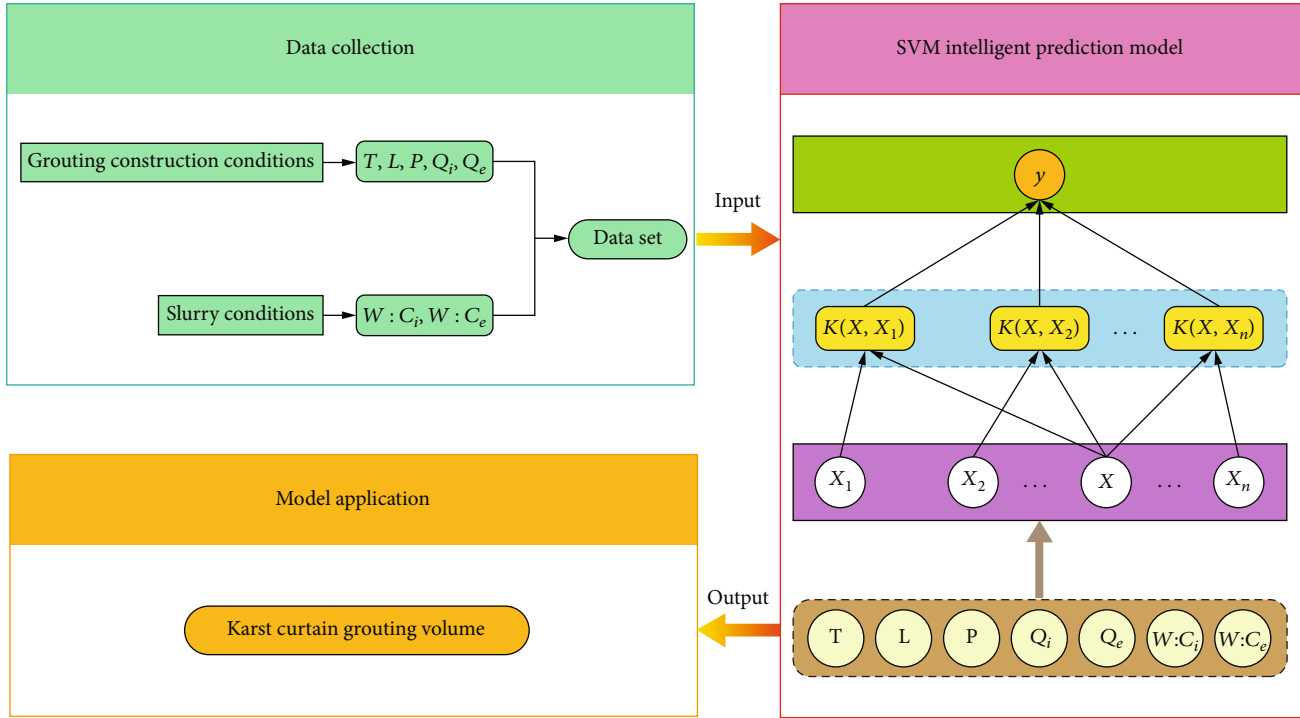 Data collection
Grouting construction conditions
T, L, P, Q_i, Q_e
Slurry conditions
W : C_i, W : C_e
Data set
Input
SVM intelligent prediction model
y
K(X, X_1)
K(X, X_2)
...
K(X, X_n)
X_1
X_2
...
X
...
X_n
T
L
P
Q_i
Q_e
W:C_i
W:C_e
Output
Model application
Karst curtain grouting volume